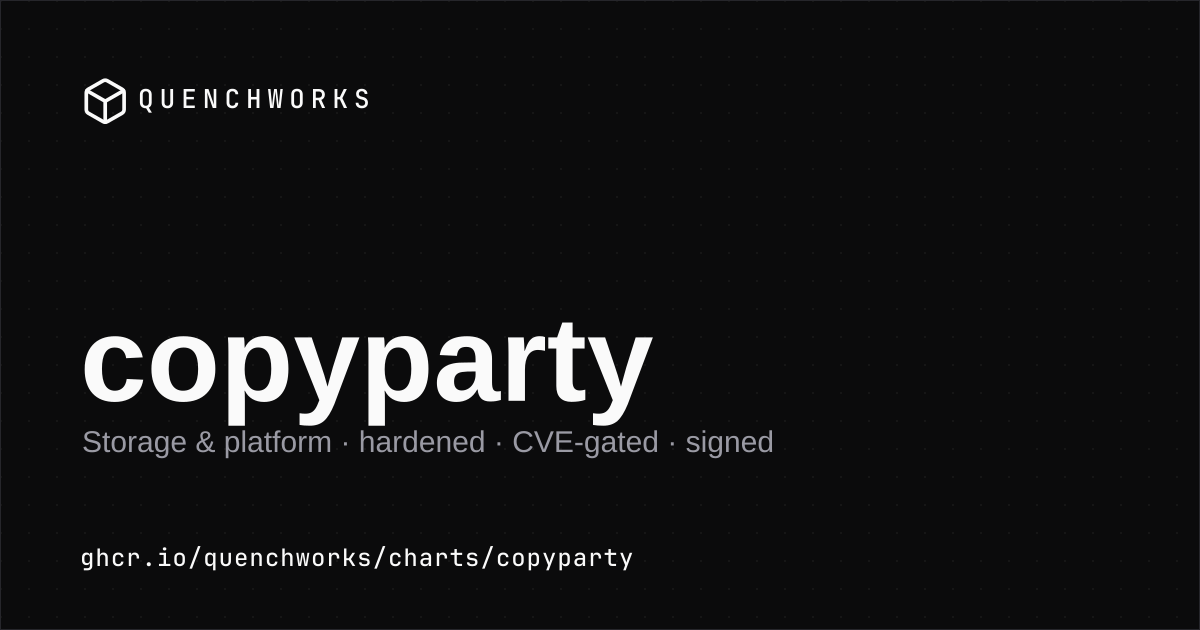 QUENCHWORKS
copyparty
Storage & platform · hardened · CVE-gated · signed
ghcr.io/quenchworks/charts/copyparty